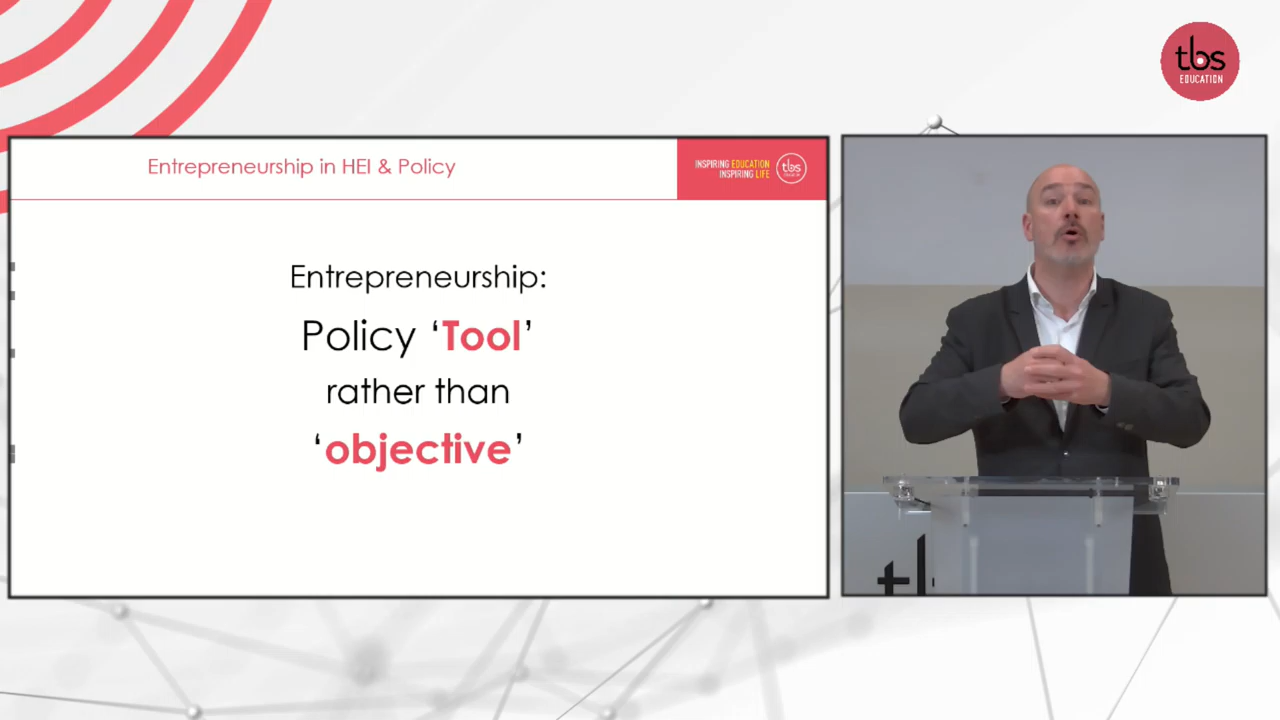 tbs
EDUCATION
Entrepreneurship in HEI & Policy
INSPIRING EDUCATION
INSPIRING LIFE
tbs
Entrepreneurship:
Policy ‘Tool’
rather than
‘objective’